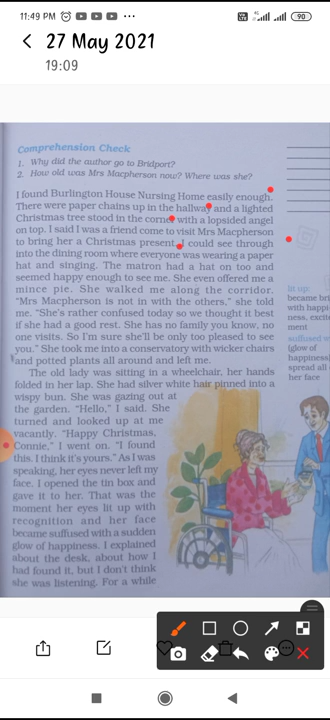 11:49 PM
90
27 May 2021
19:09
Comprehension Check
1. Why did the author go to Bridport?
2. How old was Mrs Macpherson now? Where was she?
I found Burlington House Nursing Home easily enough.
There were paper chains up in the hallway and a lighted
Christmas tree stood in the corner with a lopsided angel
on top. I said I was a friend come to visit Mrs Macpherson
to bring her a Christmas present. I could see through
into the dining room where everyone was wearing a paper
hat and singing. The matron had a hat on too and
seemed happy enough to see me. She even offered me a
mince pie. She walked me along the corridor.
“Mrs Macpherson is not in with the others,” she told
me. “She's rather confused today so we thought it best
if she had a good rest. She has no family you know, no
one visits. So I'm sure she'll be only too pleased to see
you.” She took me into a conservatory with wicker chairs
and potted plants all around and left me.
The old lady was sitting in a wheelchair, her hands
folded in her lap. She had silver white hair pinned into a
wispy bun. She was gazing out at
the garden. “Hello,” I said. She
turned and looked up at me
vacantly. “Happy Christmas,
Connie,” I went on. “I found
this. I think it's yours.” As I was
speaking, her eyes never left my
face. I opened the tin box and
gave it to her. That was the
moment her eyes lit up with
recognition and her face
became suffused with a sudden
glow of happiness. I explained
about the desk, about how I
had found it, but I don't think
she was listening. For a while
lit up:
became bri
with happi
ness, excit
ment
suffused w
(glow of
happiness)
spread all
her face